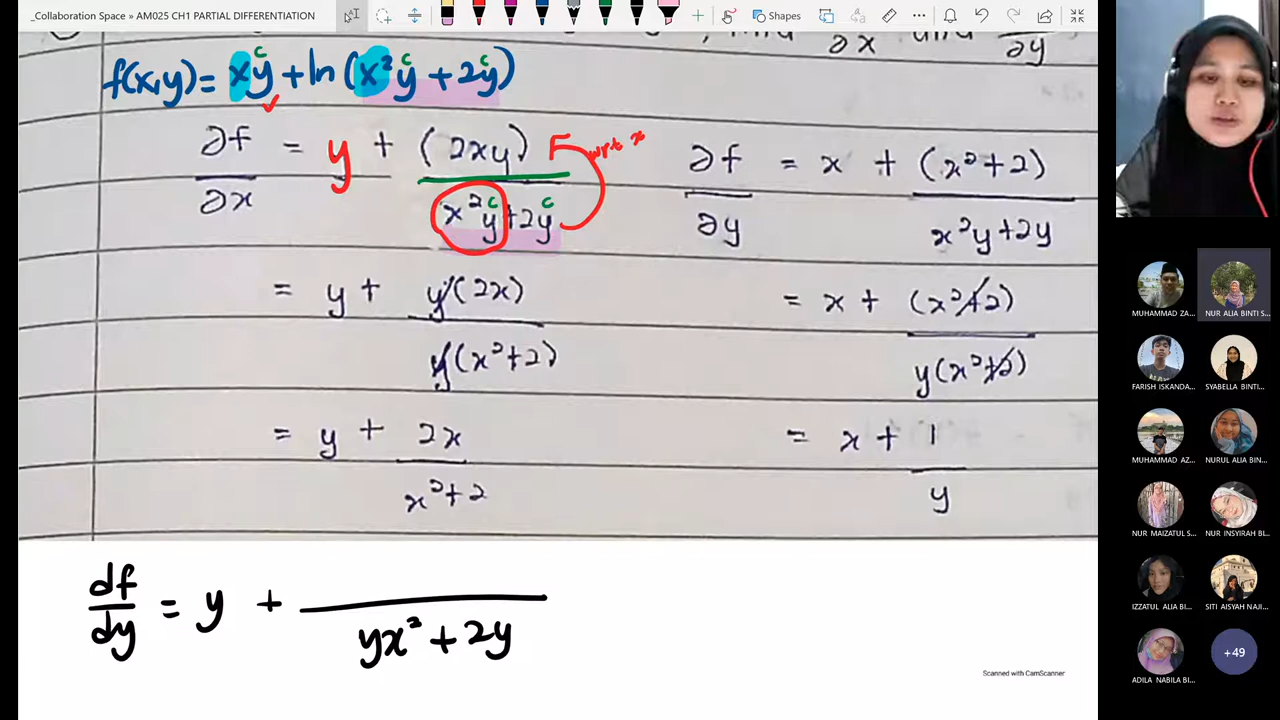 _Collaboration Space » AM025 CH1 PARTIAL DIFFERENTIATION
Shapes
∂x ∂y
f(x,y) = xy + ln (x²y + 2y)
c c c
∂f/∂x = y + (2xy)/(x²y + 2y)
c c
wrt x
= y + y(2x)/y(x²+2)
= y + 2x/(x²+2)
∂f/∂y = x + (x²+2)/(x²y+2y)
= x + (x²+2)/y(x²+2)
= x + 1/y
df/dy = y + /(yx² + 2y)
Scanned with CamScanner
MUHAMMAD ZA...
NUR ALIA BINTI S...
FARISH ISKANDA...
SYABELLA BINTI...
MUHAMMAD AZ...
NURUL ALIA BIN...
NUR MAIZATUL S...
NUR INSYIRAH BI...
IZZATUL ALIA BI...
SITI AISYAH NAJI...
ADILA NABILA BI...
+49